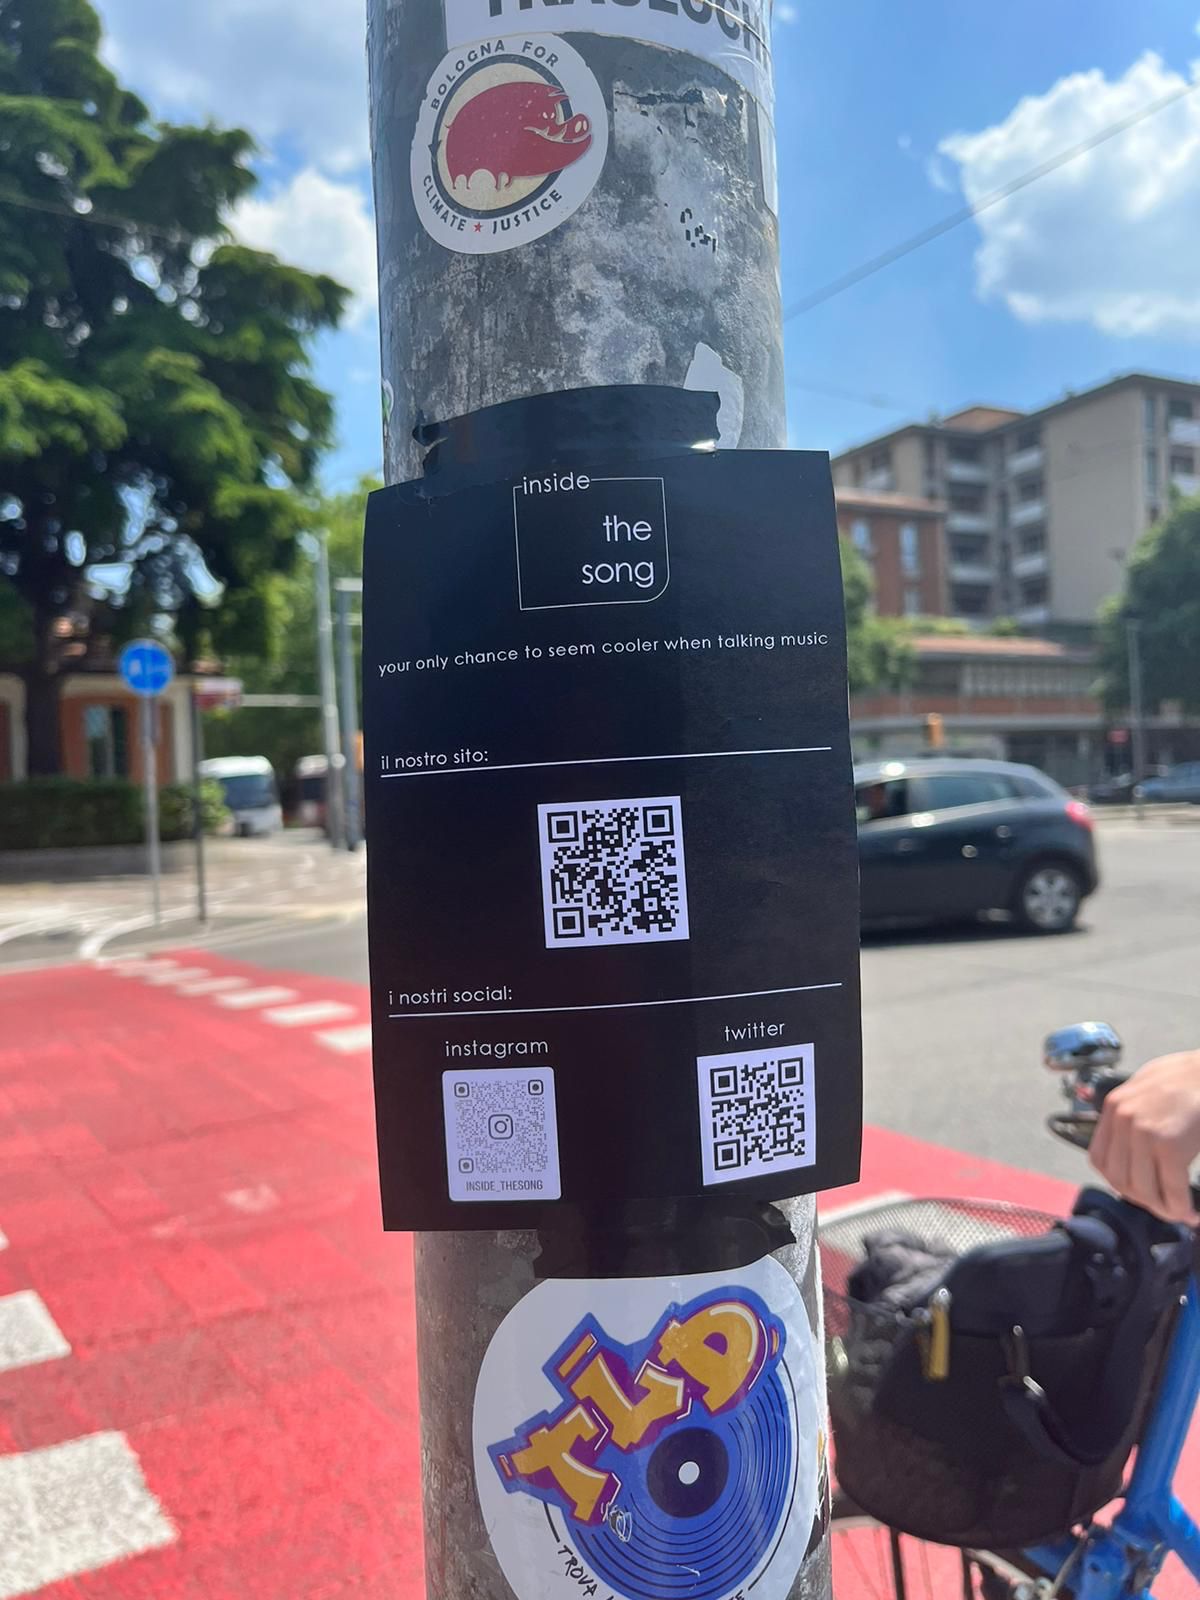 BOLOGNA FOR
CLIMATE ★ JUSTICE
inside
the
song
your only chance to seem cooler when talking music
il nostro sito:
i nostri social:
instagram
twitter
INSIDE_THESONG
TLD
TROVA